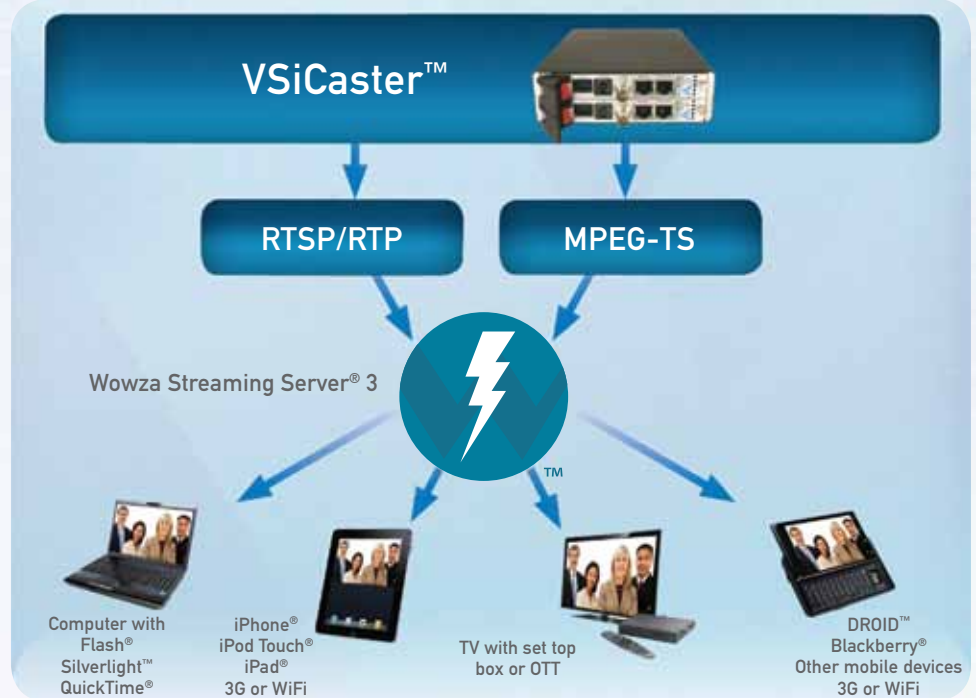 VSiCaster™
RTSP/RTP
MPEG-TS
Wowza Streaming Server® 3
TM
Computer with
Flash®
Silverlight™
QuickTime®
iPhone®
iPod Touch®
iPad®
3G or WiFi
TV with set top
box or OTT
DROID™
Blackberry®
Other mobile devices
3G or WiFi